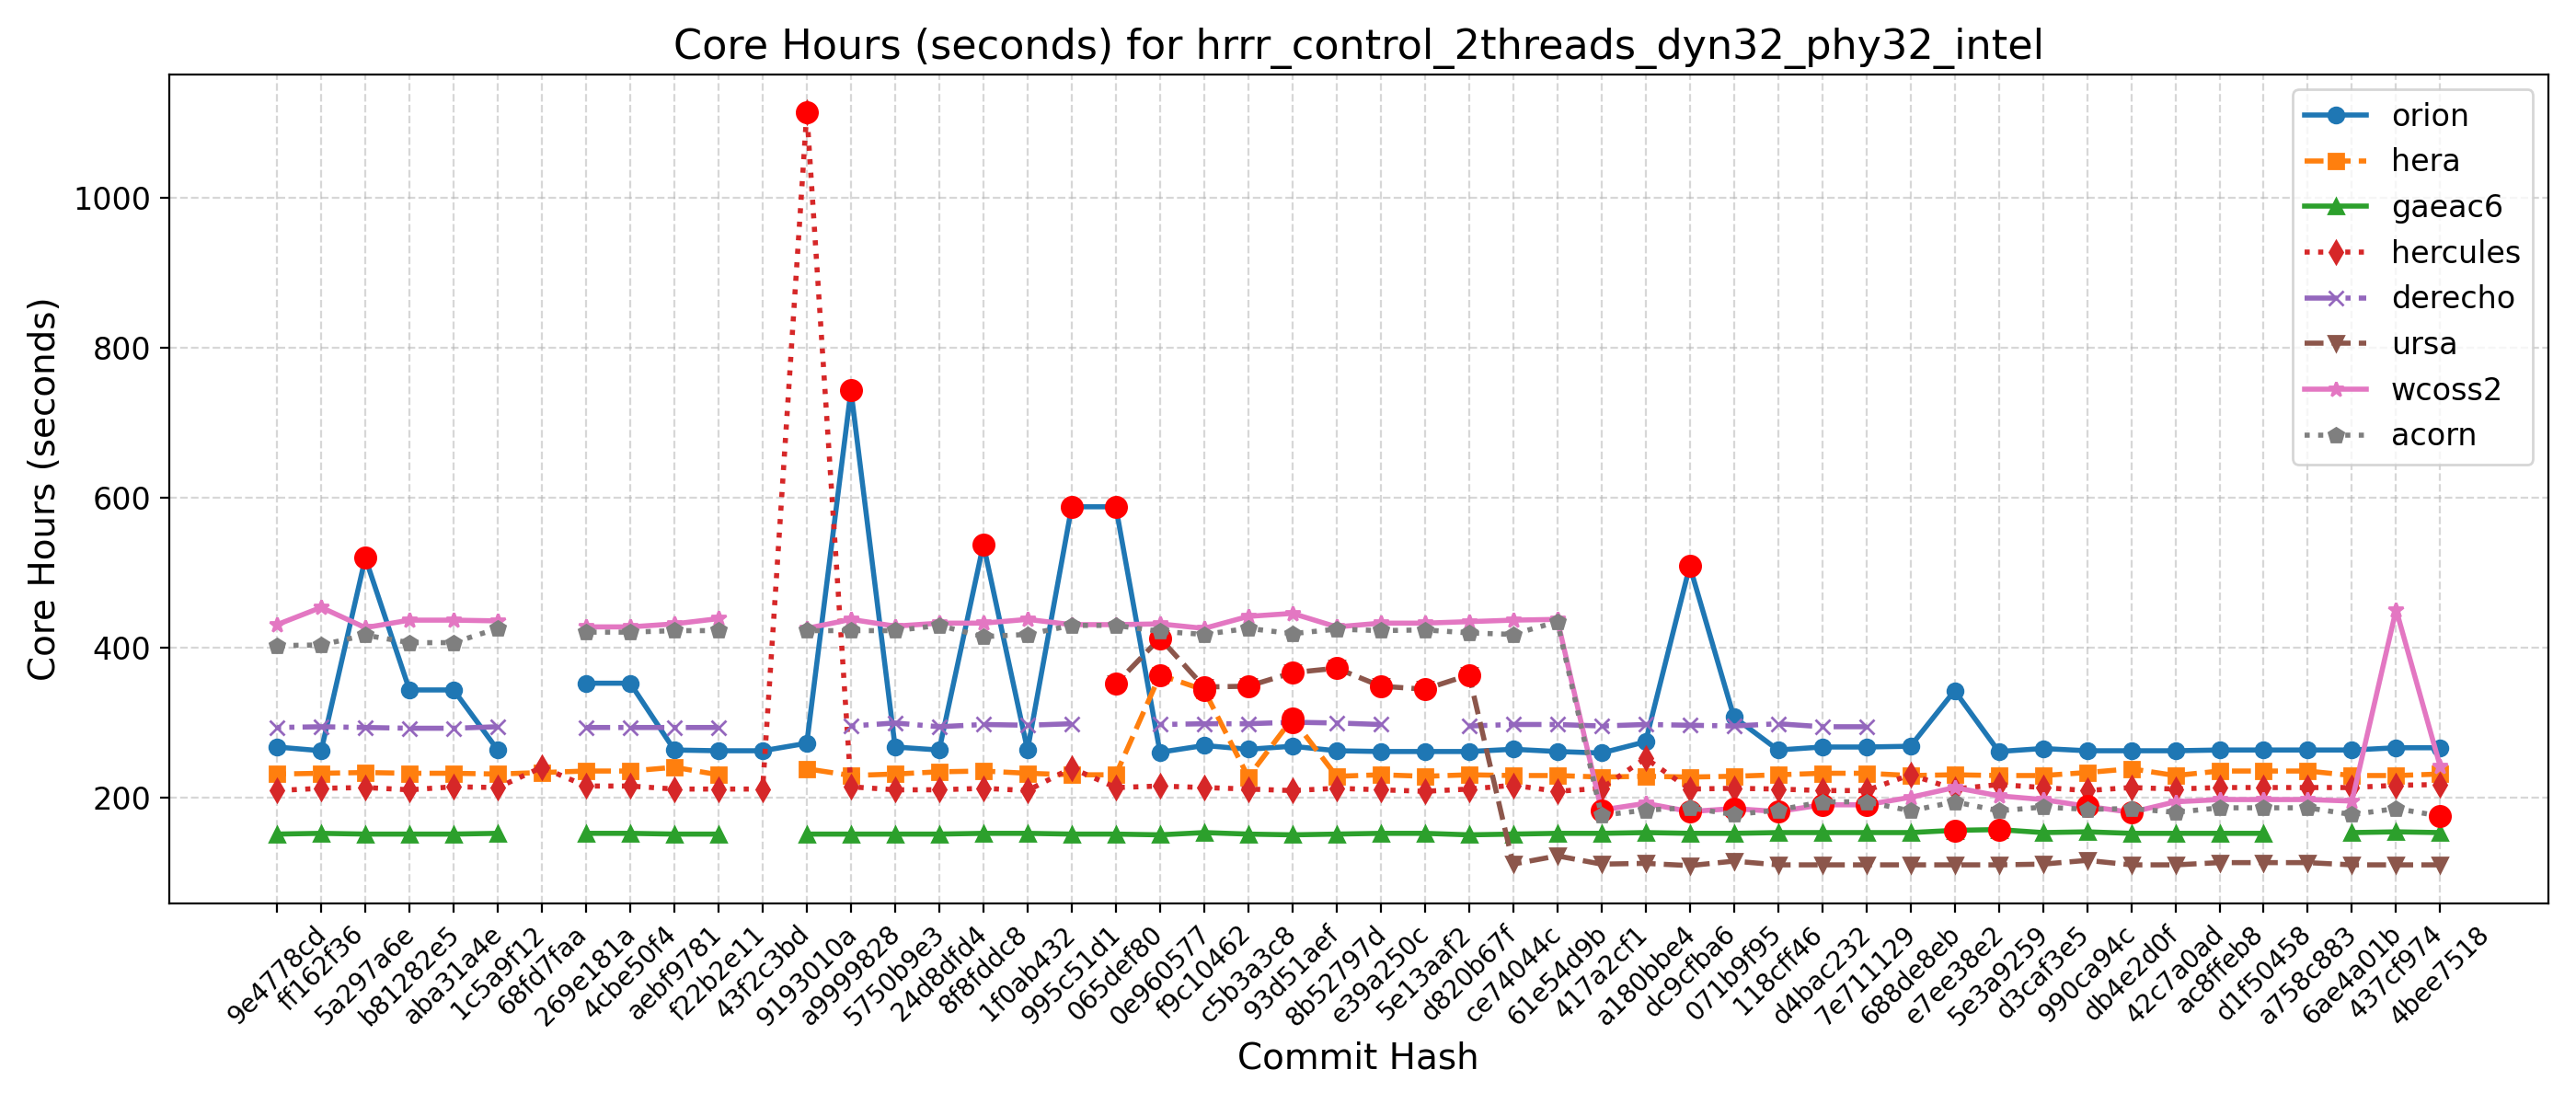 Core Hours (seconds) for hrrr_control_2threads_dyn32_phy32_intel
Core Hours (seconds)
1000
800
600
400
200
orion
hera
gaeac6
hercules
derecho
ursa
wcoss2
acorn
9e4778cd
ff162f36
5a297a6e
b81282e5
aba31a4e
1c5a9f12
68fd7faa
269e181a
4cbe50f4
aebf9781
f22b2e11
43f2c3bd
9193010a
a9999828
5750b9e3
24d8dfd4
8f8fddc8
1f0ab432
995c51d1
065def80
0e960577
f9c10462
c5b3a3c8
93d51aef
8b52797d
e39a250c
5e13aaf2
d820b67f
ce74044c
61e54d9b
417a2cf1
a180bbe4
dc9cfba6
071b9f95
118cff46
d4bac232
7e711129
688de8eb
e7ee38e2
5e3a9259
d3caf3e5
990ca94c
db4e2d0f
42c7a0ad
ac8ffeb8
d1f50458
a758c883
6ae4a01b
437cf974
4bee7518
Commit Hash